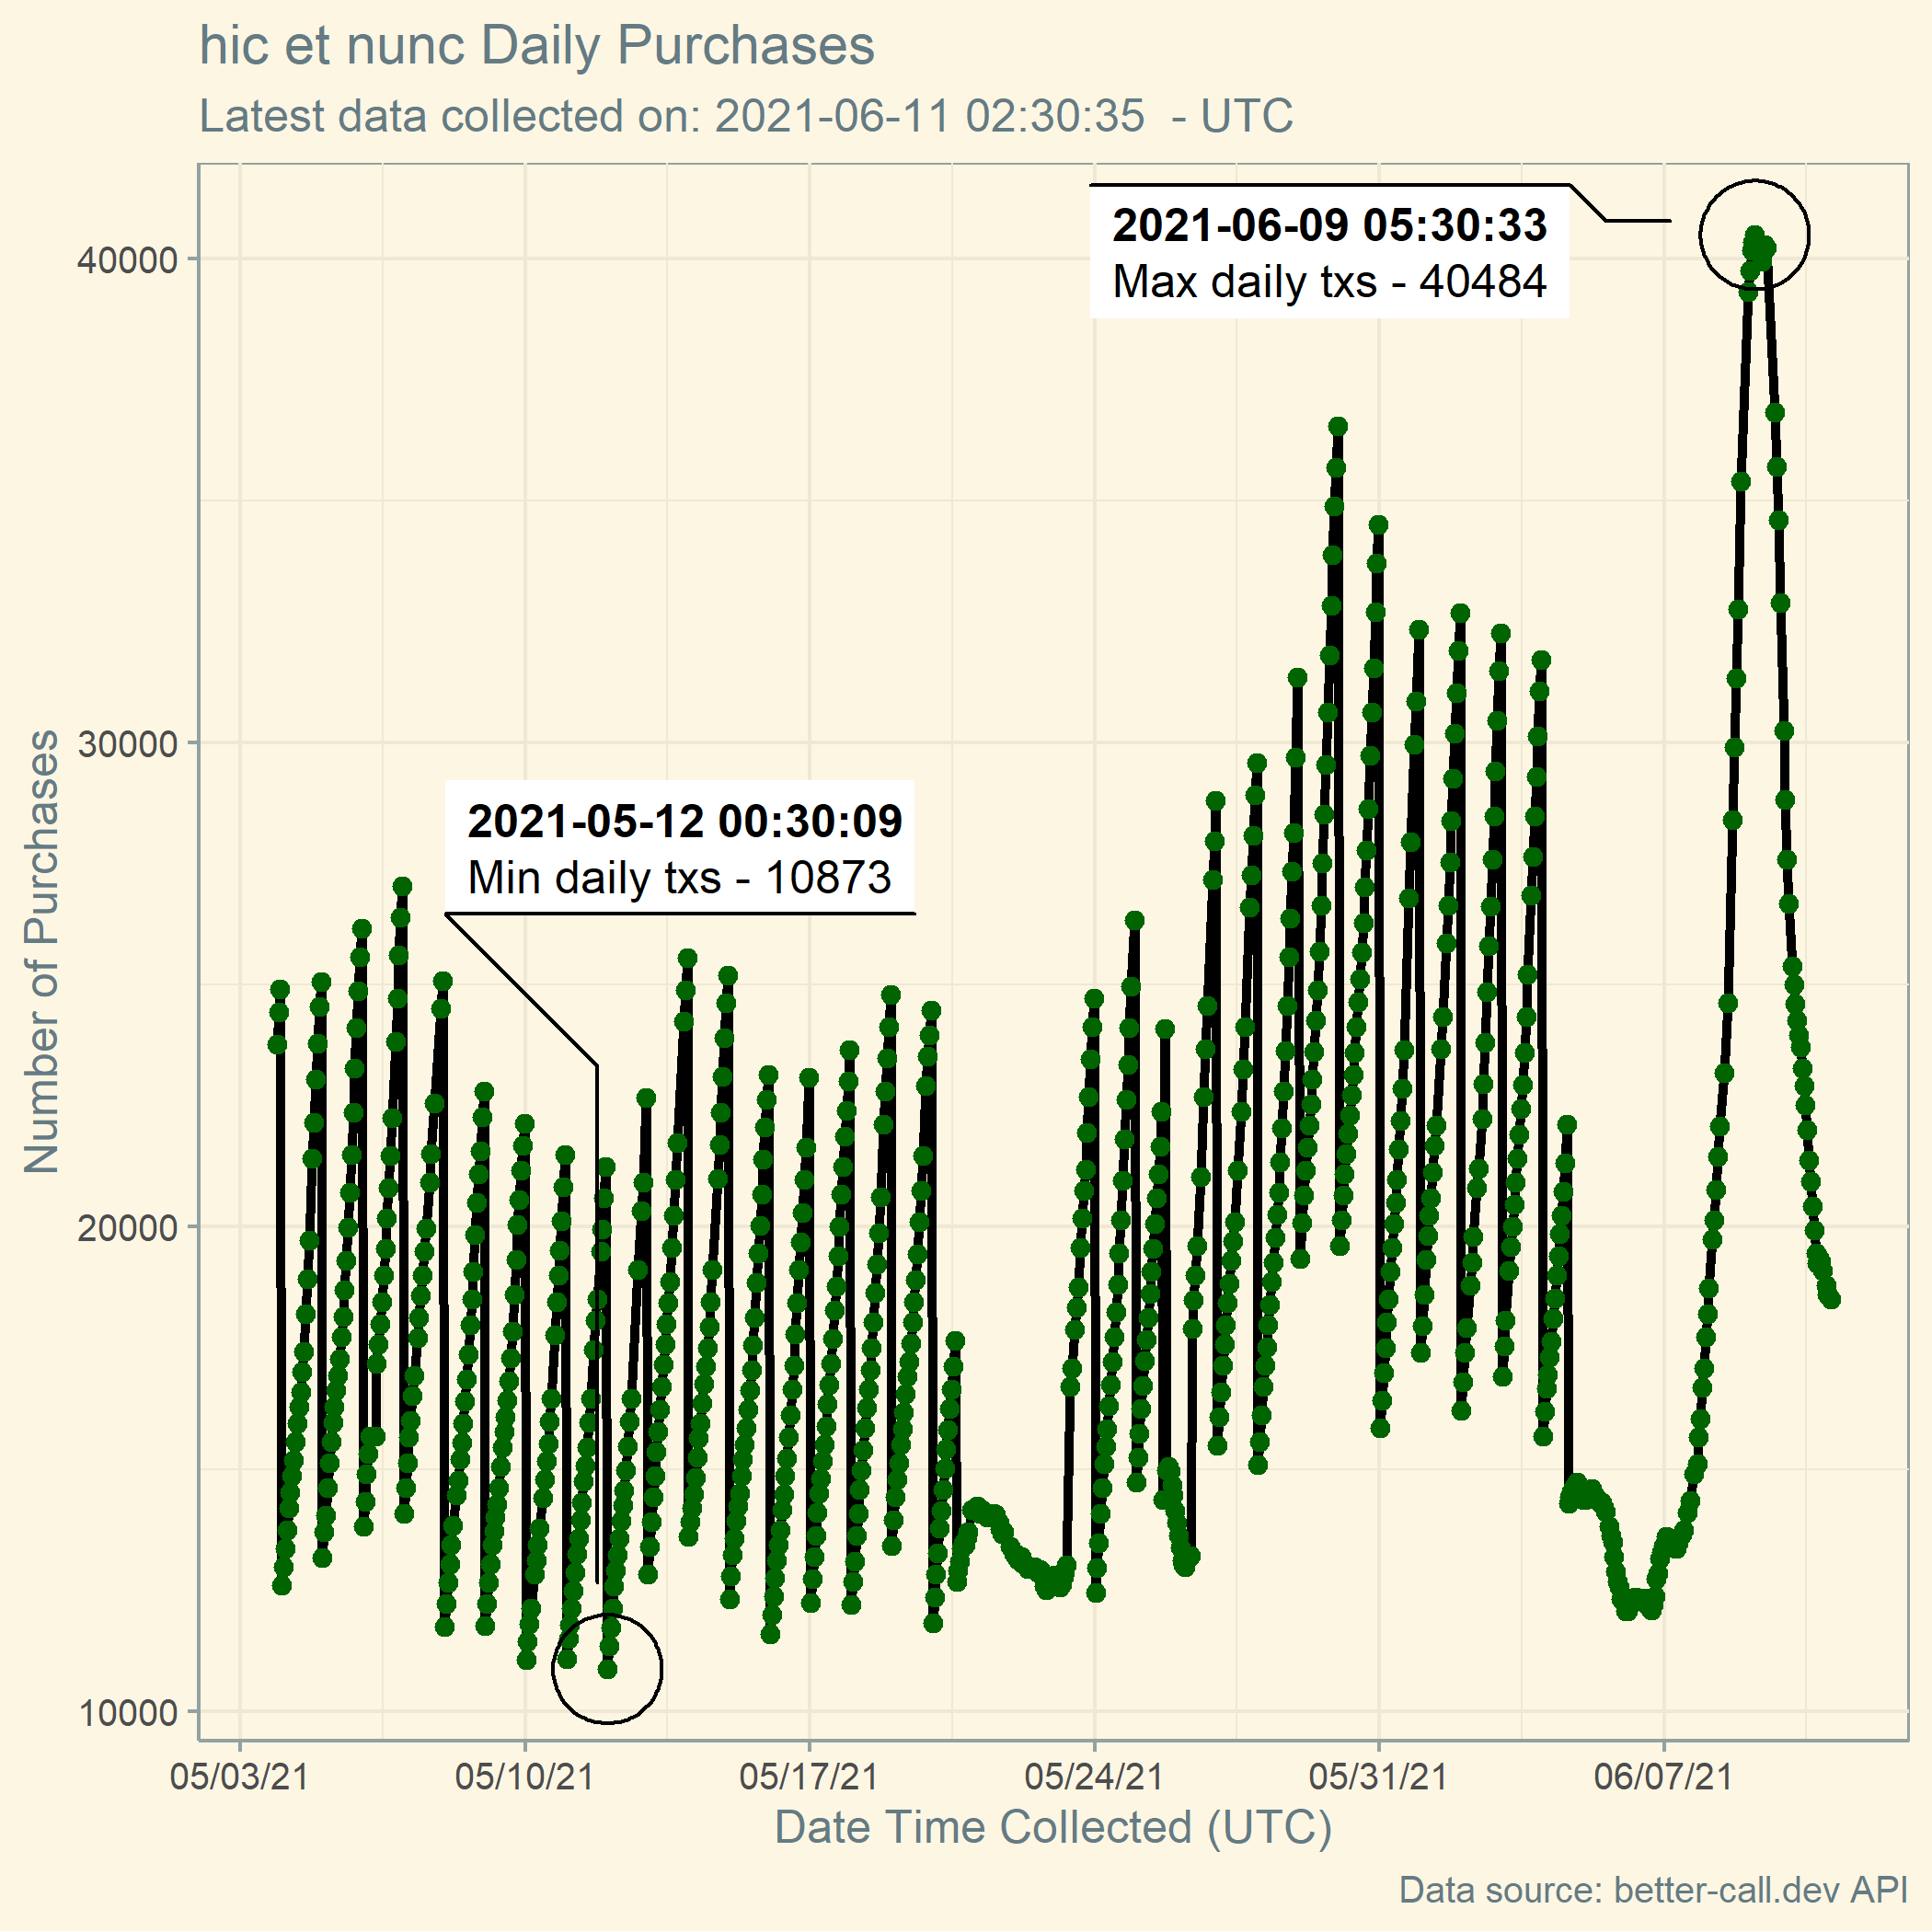 hic et nunc Daily Purchases
Latest data collected on: 2021-06-11 02:30:35  - UTC
2021-06-09 05:30:33
Max daily txs - 40484
40000
30000
2021-05-12 00:30:09
Min daily txs - 10873
Number of Purchases
20000
10000
05/03/21 05/10/21 05/17/21 05/24/21 05/31/21 06/07/21
Date Time Collected (UTC)
Data source: better-call.dev API